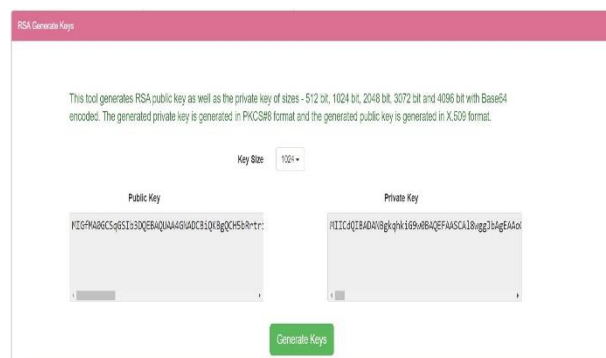 RSA Generate Keys
This tool generates RSA public key as well as the private key of sizes - 512 bit, 1024 bit, 2048 bit, 3072 bit and 4096 bit with Base64
encoded. The generated private key is generated in PKCS#8 format and the generated public key is generated in X.509 format.
Key Size 1024
Public Key Private Key
Generate Keys